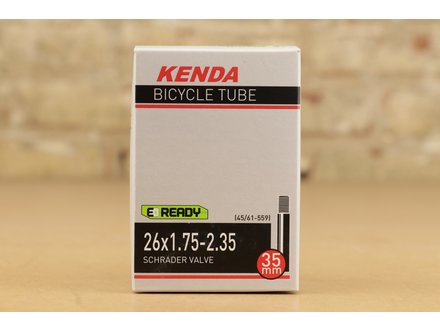 KENDA
BICYCLE TUBE
E READY
(45/61-559)
26x1.75-2.35
SCHRADER VALVE
35
mm